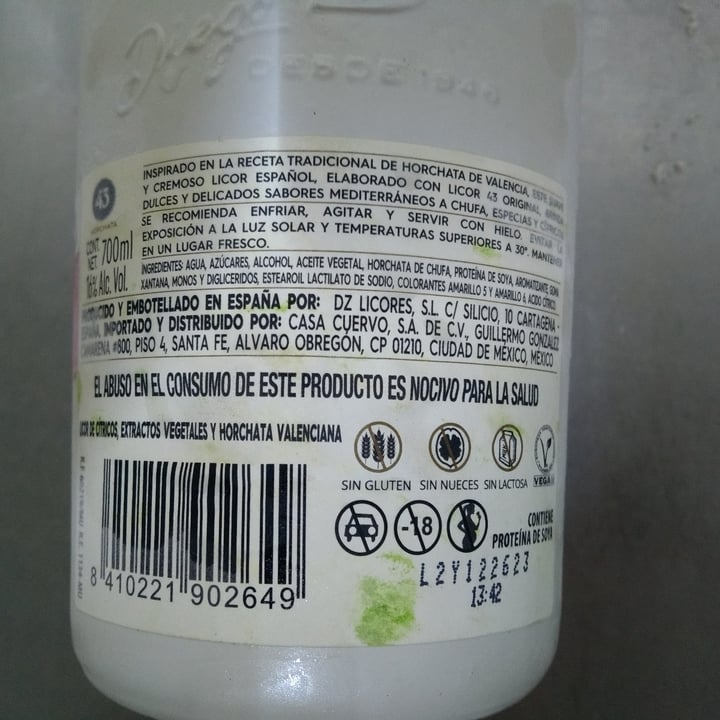 Diego
DESDE 1946
43
HORCHATA
CONT. NET. 700ml
16% Alc. Vol.
INSPIRADO EN LA RECETA TRADICIONAL DE HORCHATA DE VALENCIA, ESTE SUAVE
Y CREMOSO LICOR ESPAÑOL, ELABORADO CON LICOR 43 ORIGINAL,
DULCES Y DELICADOS SABORES MEDITERRÁNEOS A CHUFA, ESPECIAS Y CÍTRICOS.
SE RECOMIENDA ENFRIAR, AGITAR Y SERVIR CON HIELO. EVITAR LA
EXPOSICIÓN A LA LUZ SOLAR Y TEMPERATURAS SUPERIORES A 30°. MANTENER
EN UN LUGAR FRESCO.
INGREDIENTES: AGUA, AZÚCARES, ALCOHOL, ACEITE VEGETAL, HORCHATA DE CHUFA, PROTEÍNA DE SOYA, AROMATIZANTE, GOMA
XANTANA, MONOS Y DIGLICERIDOS, ESTEAROIL LACTILATO DE SODIO, COLORANTES AMARILLO 5 Y AMARILLO 6, ÁCIDO CÍTRICO.
PRODUCIDO Y EMBOTELLADO EN ESPAÑA POR: DZ LICORES, S.L. C/ SILICIO, 10 CARTAGENA -
ESPAÑA, IMPORTADO Y DISTRIBUIDO POR: CASA CUERVO, S.A. DE C.V., GUILLERMO GONZÁLEZ
CAMARENA #800, PISO 4, SANTA FE, ALVARO OBREGÓN, CP 01210, CIUDAD DE MÉXICO, MÉXICO
EL ABUSO EN EL CONSUMO DE ESTE PRODUCTO ES NOCIVO PARA LA SALUD
LICOR DE CÍTRICOS, EXTRACTOS VEGETALES Y HORCHATA VALENCIANA
SIN GLUTEN SIN NUECES SIN LACTOSA VEGAN
-18
CONTIENE
PROTEÍNA DE SOYA
L2Y122623
13:42
8 410221 902649